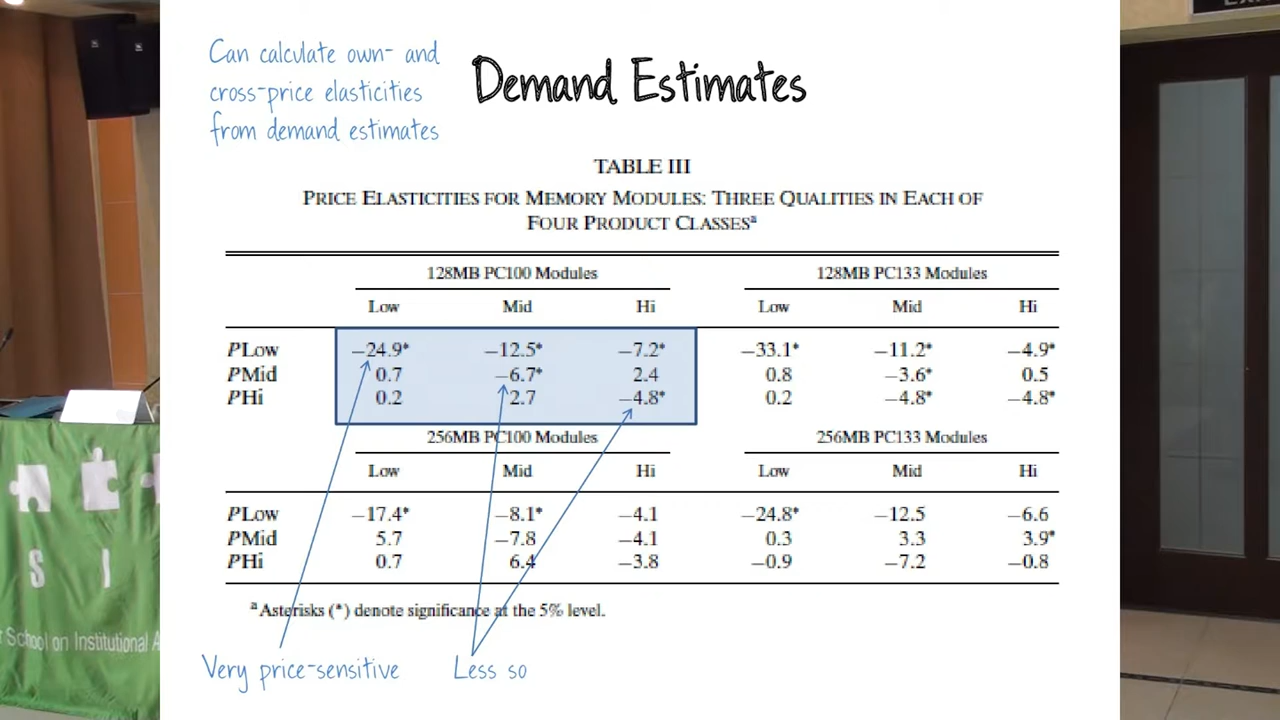 Can calculate own- and
cross-price elasticities
from demand estimates
Demand Estimates
TABLE III
PRICE ELASTICITIES FOR MEMORY MODULES: THREE QUALITIES IN EACH OF
FOUR PRODUCT CLASSESa
128MB PC100 Modules 128MB PC133 Modules
Low Mid Hi Low Mid Hi
PLow −24.9* −12.5* −7.2* −33.1* −11.2* −4.9*
PMid 0.7 −6.7* 2.4 0.8 −3.6* 0.5
PHi 0.2 2.7 −4.8* 0.2 −4.8* −4.8*
256MB PC100 Modules 256MB PC133 Modules
Low Mid Hi Low Mid Hi
PLow −17.4* −8.1* −4.1 −24.8* −12.5 −6.6
PMid 5.7 −7.8 −4.1 0.3 3.3 3.9*
PHi 0.7 6.4 −3.8 −0.9 −7.2 −0.8
aAsterisks (*) denote significance at the 5% level.
Very price-sensitive Less so
S I
School on Institutional